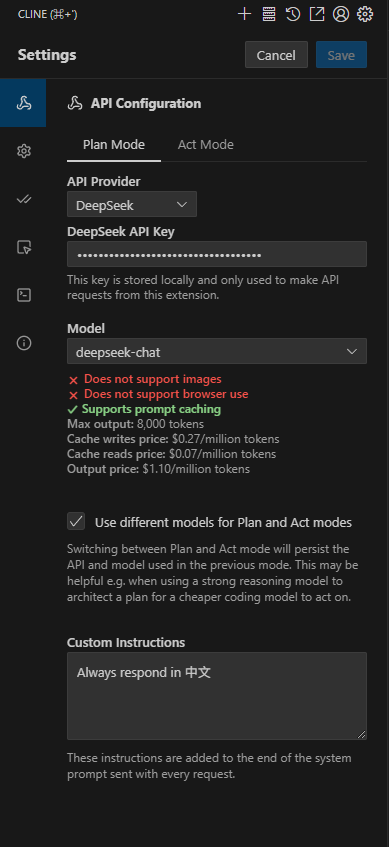 CLINE (⌘+')
Settings
Cancel
Save
API Configuration
Plan Mode
Act Mode
API Provider
DeepSeek
DeepSeek API Key
••••••••••••••••••••••••••••••••••••
This key is stored locally and only used to make API
requests from this extension.
Model
deepseek-chat
Does not support images
Does not support browser use
Supports prompt caching
Max output: 8,000 tokens
Cache writes price: $0.27/million tokens
Cache reads price: $0.07/million tokens
Output price: $1.10/million tokens
Use different models for Plan and Act modes
Switching between Plan and Act mode will persist the
API and model used in the previous mode. This may be
helpful e.g. when using a strong reasoning model to
architect a plan for a cheaper coding model to act on.
Custom Instructions
Always respond in 中文
These instructions are added to the end of the system
prompt sent with every request.